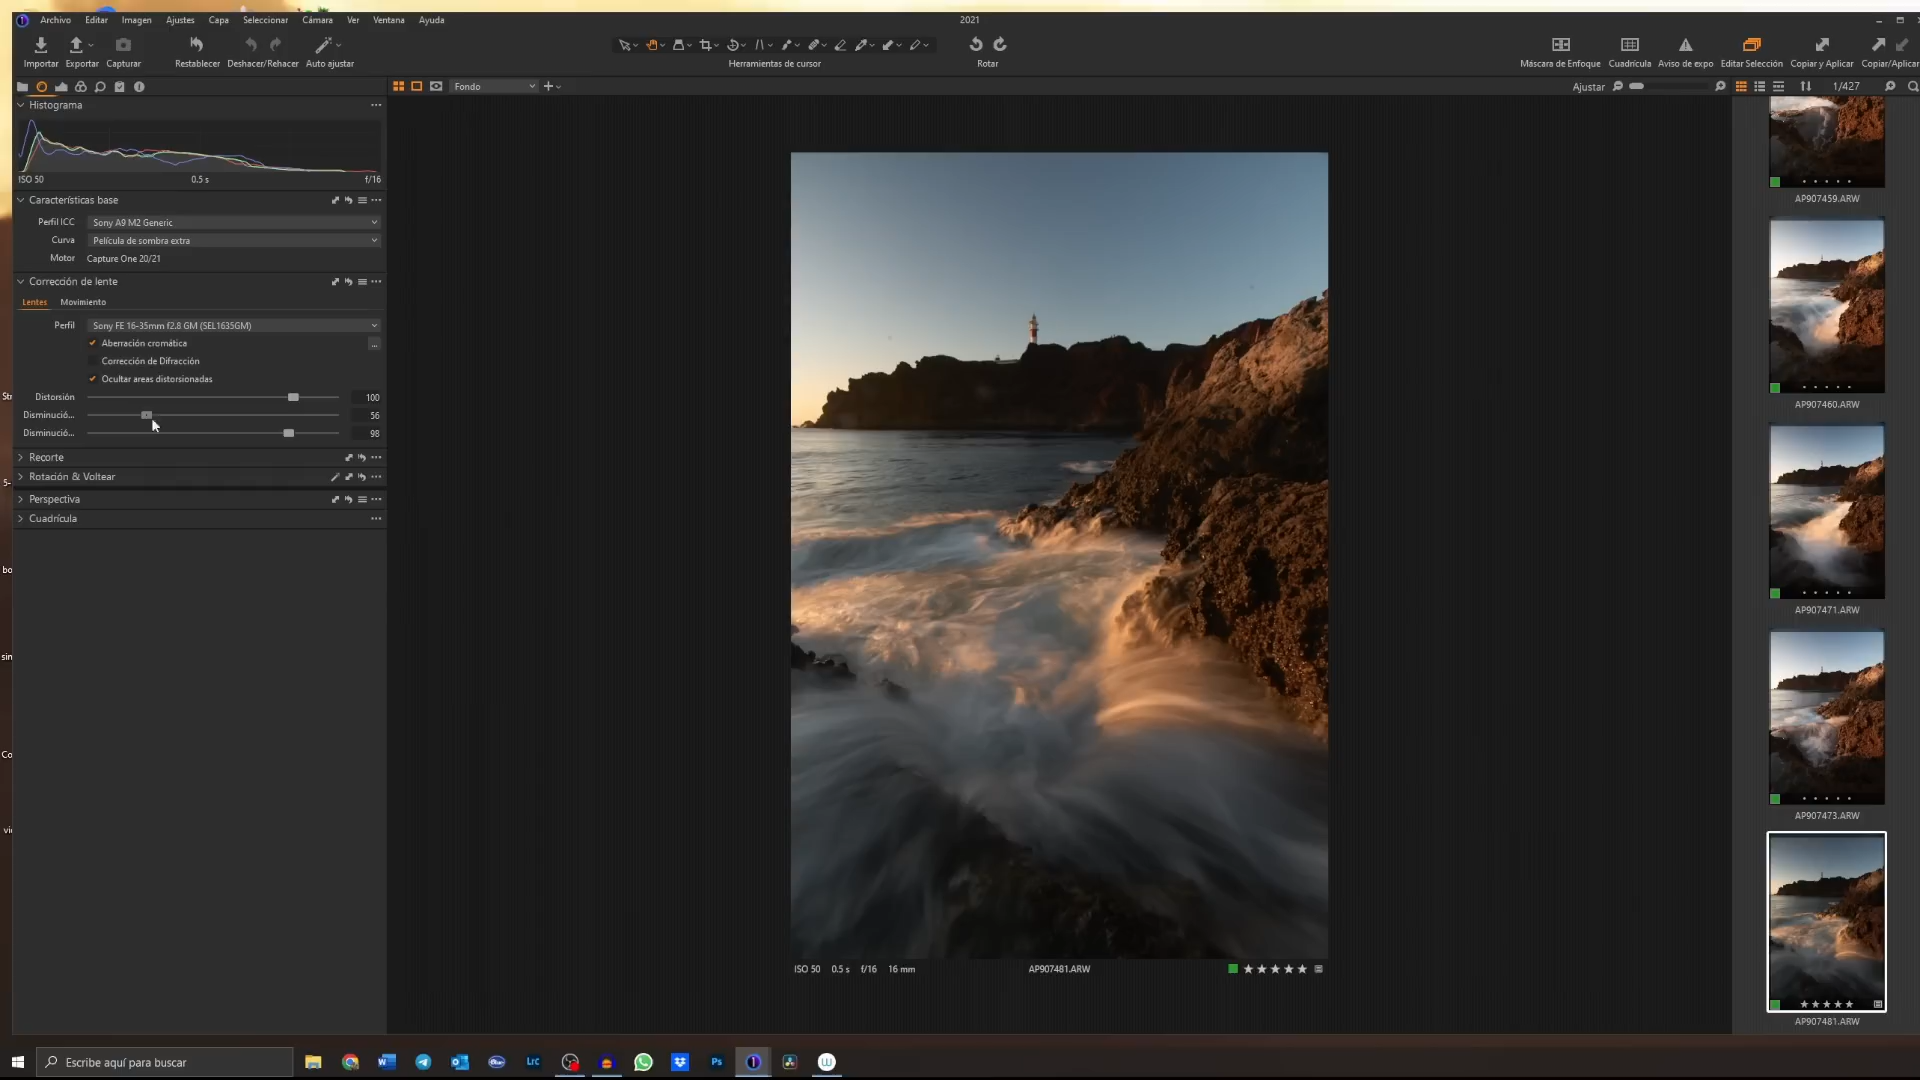 Archivo Editar Imagen Ajustes Capa Seleccionar Cámara Ver Ventana Ayuda
2021
Importar Exportar Capturar Restablecer Deshacer/Rehacer Auto ajustar
Herramientas de cursor
Rotar
Máscara de Enfoque Cuadrícula Aviso de expo Editar Selección Copiar y Aplicar Copiar/Aplicar
Fondo
Ajustar
1/427
Histograma
ISO 50 0.5 s f/16
Características base
Perfil ICC Sony A9 M2 Generic
Curva Película de sombra extra
Motor Capture One 20/21
Corrección de lente
Lentes Movimiento
Perfil Sony FE 16-35mm f2.8 GM (SEL1635GM)
Aberración cromática
Corrección de Difracción
Ocultar areas distorsionadas
Distorsión 100
Disminució... 56
Disminució... 98
Recorte
Rotación & Voltear
Perspectiva
Cuadrícula
ISO 50 0.5 s f/16 16 mm
AP907481.ARW
AP907459.ARW
AP907460.ARW
AP907471.ARW
AP907473.ARW
AP907481.ARW
Escribe aquí para buscar
LrC
Ps